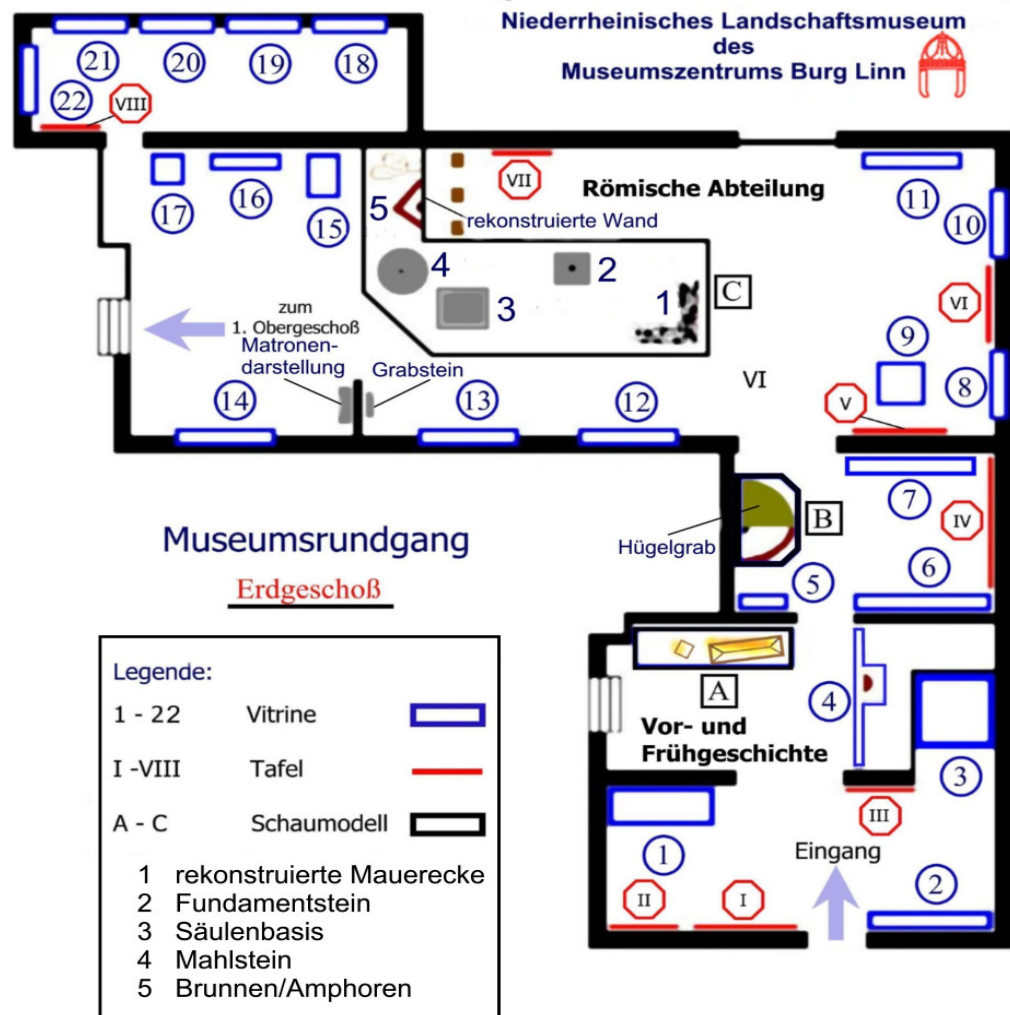 Niederrheinisches Landschaftsmuseum
des
Museumszentrums Burg Linn
21
20
19
18
22
VIII
17
16
15
5
rekonstruierte Wand
VII
Römische Abteilung
11
10
4
3
2
1
C
VI
9
8
V
VI
zum
1. Obergeschoß
Matronen-
darstellung
Grabstein
14
13
12
7
B
IV
Hügelgrab
5
6
A
4
Vor- und
Frühgeschichte
3
III
1
Eingang
II
I
2
Museumsrundgang
Erdgeschoß
Legende:
1 - 22 Vitrine
I -VIII Tafel
A - C Schaumodell
1 rekonstruierte Mauerecke
2 Fundamentstein
3 Säulenbasis
4 Mahlstein
5 Brunnen/Amphoren